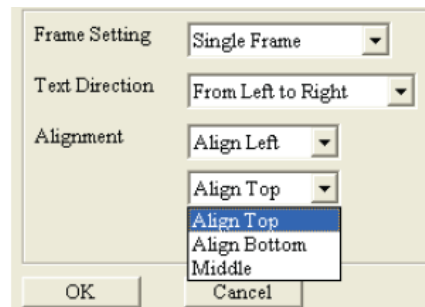 Frame Setting Single Frame
Text Direction From Left to Right
Alignment Align Left
Align Top
Align Top
Align Bottom
Middle
OK Cancel